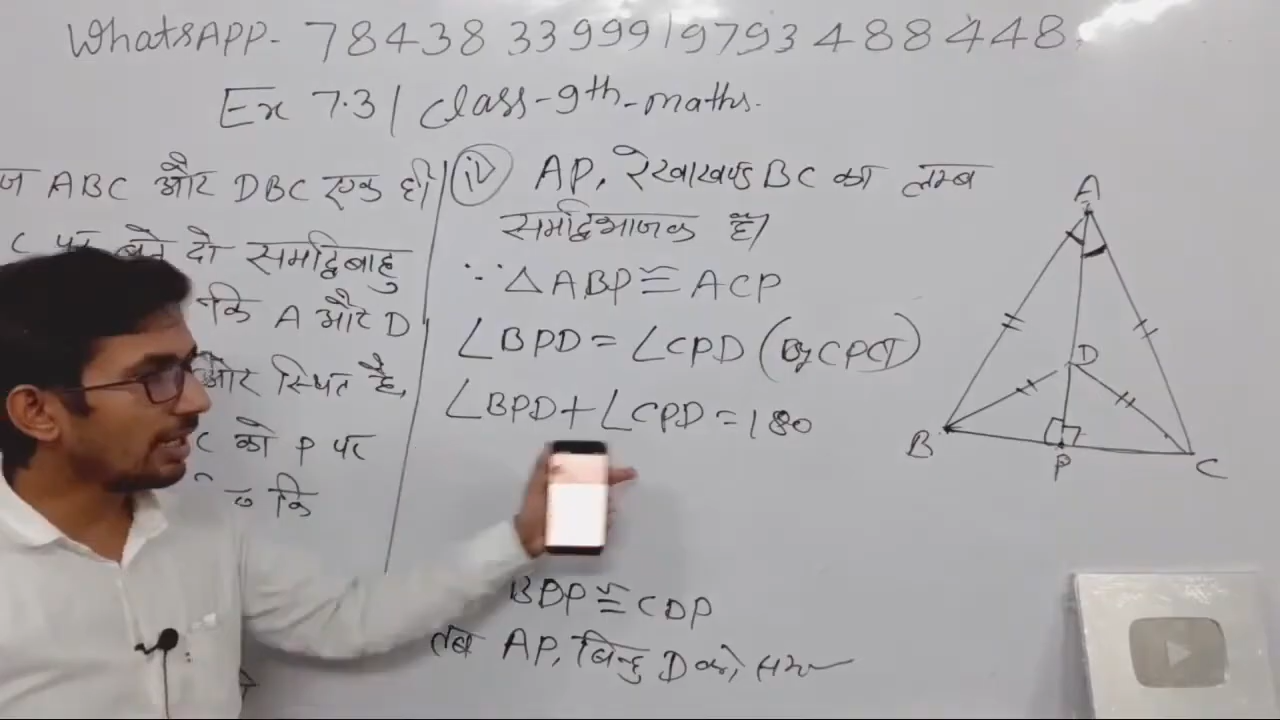 WhatsAPP- 78438 33999 | 9793 488448
Ex 7.3 | Class-9th-maths.
ABC और DBC एक ही
C पर बने दो समद्विबाहु
कि A और D
ओर स्थित है,
C को P पर
कि
(iv) AP, रेखाखण्ड BC का लम्ब
समद्विभाजक है।
∵ △ABP ≅ ACP
∠BPD = ∠CPD (By CPCT)
∠BPD + ∠CPD = 180
BDP ≅ CDP
तब AP, बिन्दु D को,
A
D
B
P
C